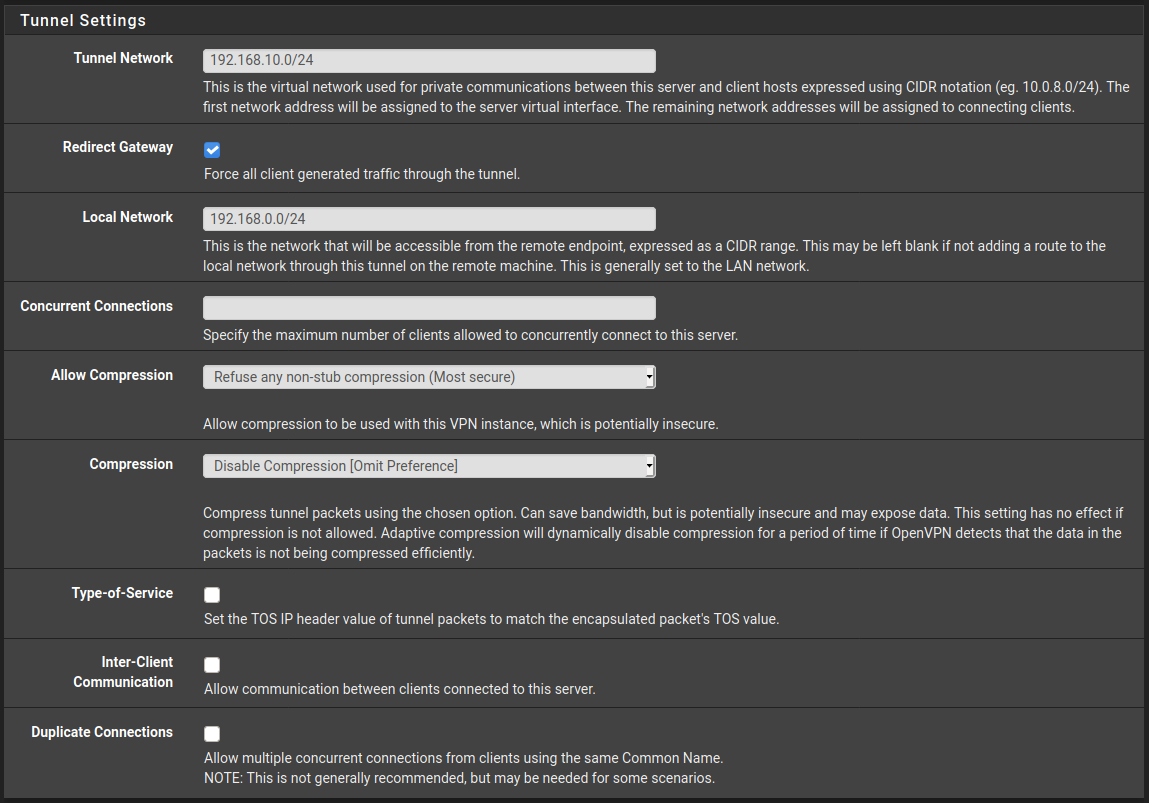 Tunnel Settings
Tunnel Network
192.168.10.0/24
This is the virtual network used for private communications between this server and client hosts expressed using CIDR notation (eg. 10.0.8.0/24). The
first network address will be assigned to the server virtual interface. The remaining network addresses will be assigned to connecting clients.
Redirect Gateway
Force all client generated traffic through the tunnel.
Local Network
192.168.0.0/24
This is the network that will be accessible from the remote endpoint, expressed as a CIDR range. This may be left blank if not adding a route to the
local network through this tunnel on the remote machine. This is generally set to the LAN network.
Concurrent Connections
Specify the maximum number of clients allowed to concurrently connect to this server.
Allow Compression
Refuse any non-stub compression (Most secure)
Allow compression to be used with this VPN instance, which is potentially insecure.
Compression
Disable Compression [Omit Preference]
Compress tunnel packets using the chosen option. Can save bandwidth, but is potentially insecure and may expose data. This setting has no effect if
compression is not allowed. Adaptive compression will dynamically disable compression for a period of time if OpenVPN detects that the data in the
packets is not being compressed efficiently.
Type-of-Service
Set the TOS IP header value of tunnel packets to match the encapsulated packet's TOS value.
Inter-Client
Communication
Allow communication between clients connected to this server.
Duplicate Connections
Allow multiple concurrent connections from clients using the same Common Name.
NOTE: This is not generally recommended, but may be needed for some scenarios.